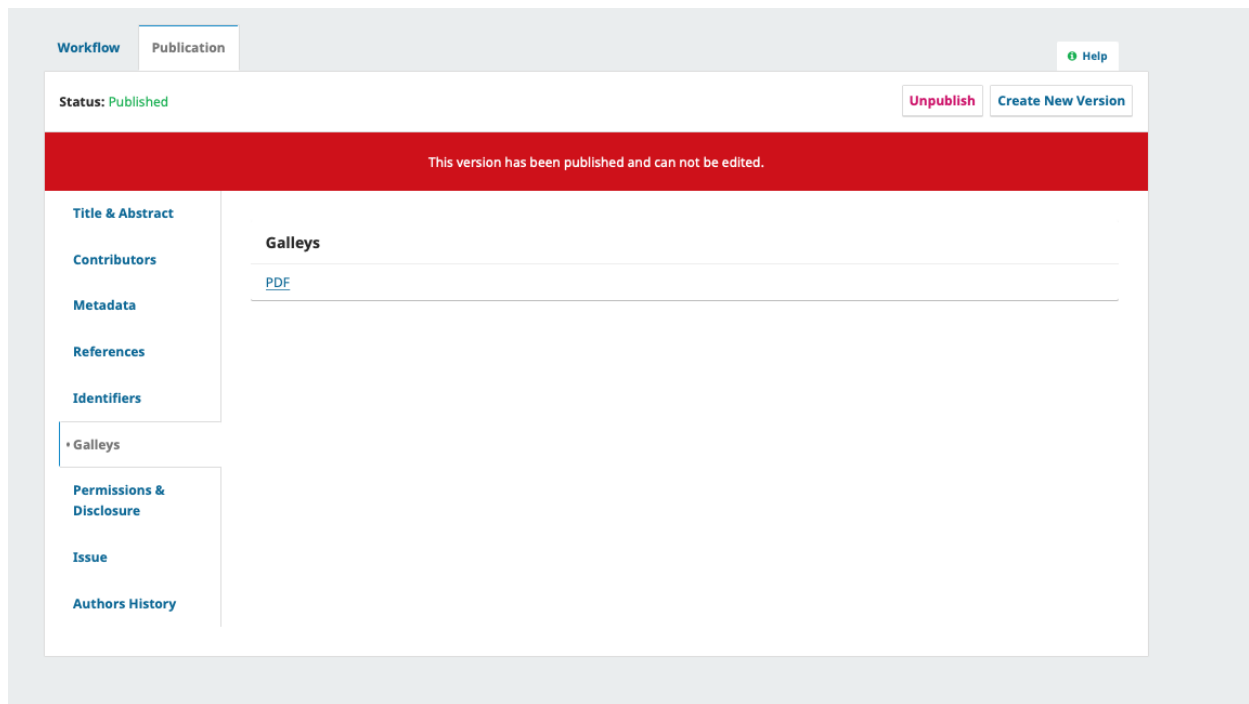 Workflow
Publication
Help
Status: Published
Unpublish
Create New Version
This version has been published and can not be edited.
Title & Abstract
Contributors
Metadata
References
Identifiers
• Galleys
Permissions &
Disclosure
Issue
Authors History
Galleys
PDF